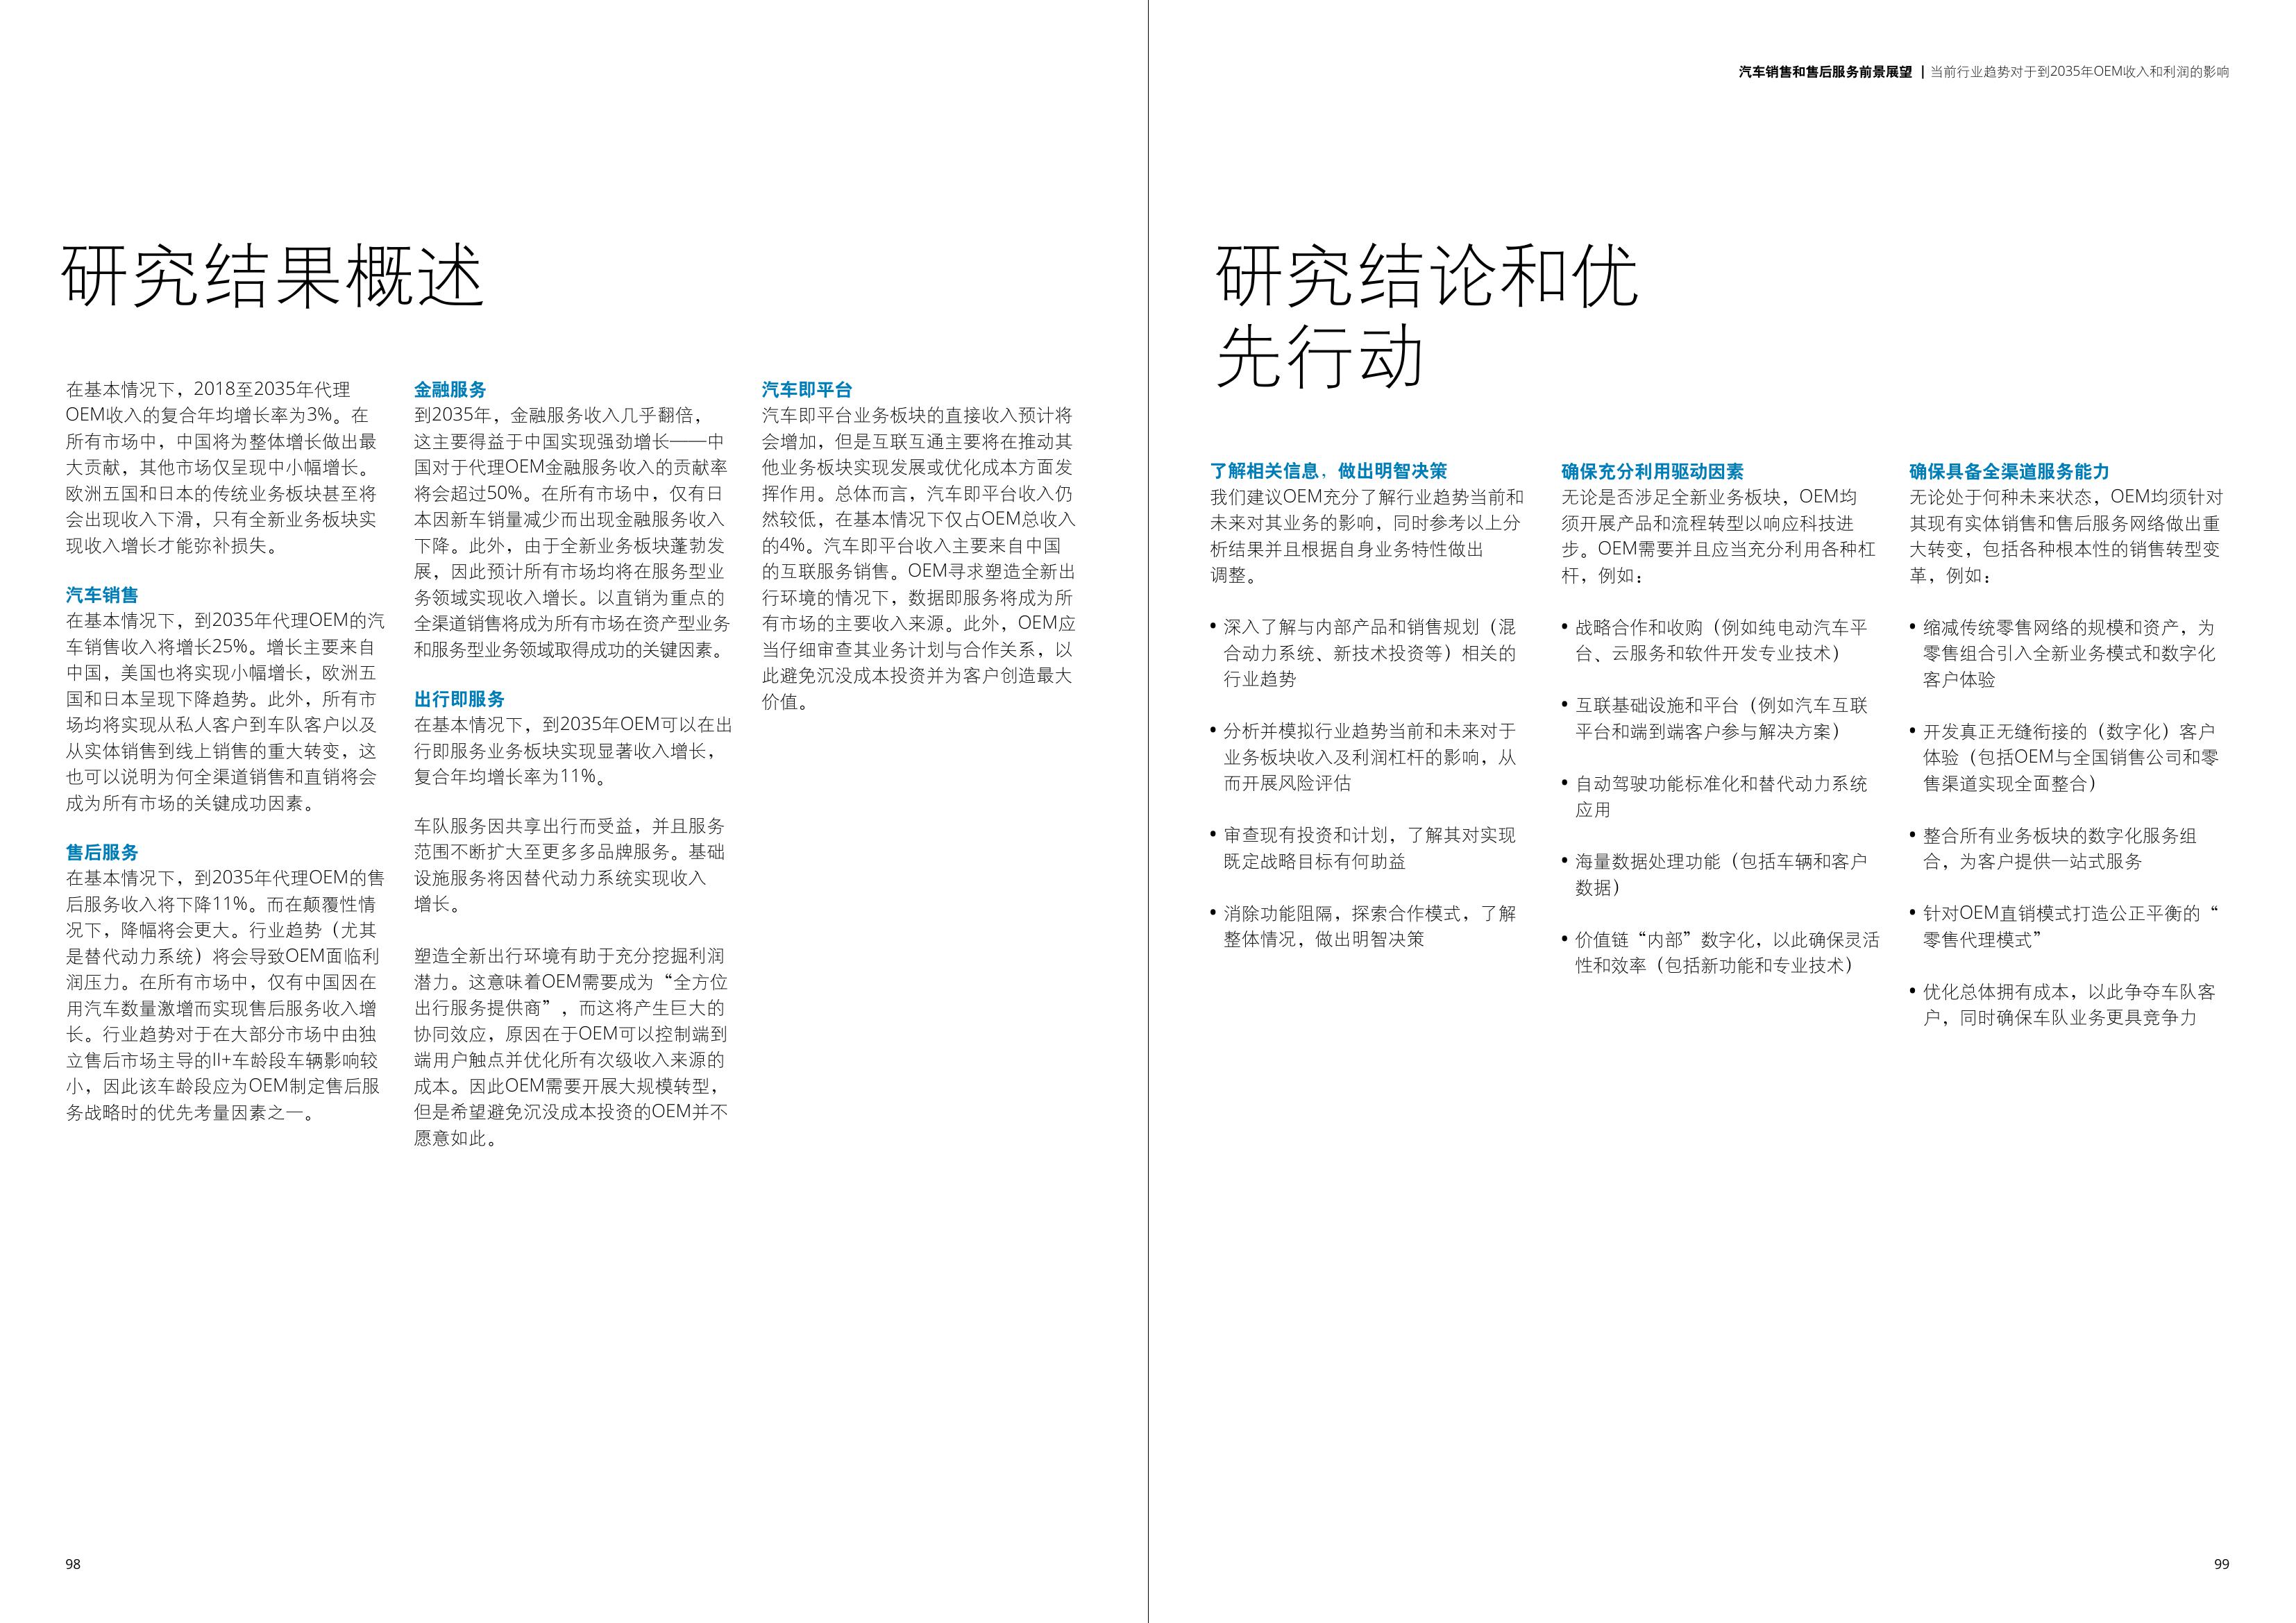 研究结果概述
在基本情况下，2018至2035年代理
OEM收入的复合年均增长率为3%。在
所有市场中，中国将为整体增长做出最
大贡献，其他市场仅呈现中小幅增长。
欧洲五国和日本的传统业务板块甚至将
会出现收入下滑，只有全新业务板块实
现收入增长才能弥补损失。
汽车销售
在基本情况下，到2035年代理OEM的汽
车销售收入将增长25%。增长主要来自
中国，美国也将实现小幅增长，欧洲五
国和日本呈现下降趋势。此外，所有市
场均将实现从私人客户到车队客户以及
从实体销售到线上销售的重大转变，这
也可以说明为何全渠道销售和直销将会
成为所有市场的关键成功因素。
售后服务
在基本情况下，到2035年代理OEM的售
后服务收入将下降11%。而在颠覆性情
况下，降幅将会更大。行业趋势（尤其
是替代动力系统）将会导致OEM面临利
润压力。在所有市场中，仅有中国因在
用汽车数量激增而实现售后服务收入增
长。行业趋势对于在大部分市场中由独
立售后市场主导的II+车龄段车辆影响较
小，因此该车龄段应为OEM制定售后服
务战略时的优先考量因素之一。
金融服务
到2035年，金融服务收入几乎翻倍，
这主要得益于中国实现强劲增长——中
国对于代理OEM金融服务收入的贡献率
将会超过50%。在所有市场中，仅有日
本因新车销量减少而出现金融服务收入
下降。此外，由于全新业务板块蓬勃发
展，因此预计所有市场均将在服务型业
务领域实现收入增长。以直销为重点的
全渠道销售将成为所有市场在资产型业务
和服务型业务领域取得成功的关键因素。
出行即服务
在基本情况下，到2035年OEM可以在出
行即服务业务板块实现显著收入增长，
复合年均增长率为11%。
车队服务因共享出行而受益，并且服务
范围不断扩大至更多多品牌服务。基础
设施服务将因替代动力系统实现收入
增长。
塑造全新出行环境有助于充分挖掘利润
潜力。这意味着OEM需要成为“全方位
出行服务提供商”，而这将产生巨大的
协同效应，原因在于OEM可以控制端到
端用户触点并优化所有次级收入来源的
成本。因此OEM需要开展大规模转型，
但是希望避免沉没成本投资的OEM并不
愿意如此。
汽车即平台
汽车即平台业务板块的直接收入预计将
会增加，但是互联互通主要将在推动其
他业务板块实现发展或优化成本方面发
挥作用。总体而言，汽车即平台收入仍
然较低，在基本情况下仅占OEM总收入
的4%。汽车即平台收入主要来自中国
的互联服务销售。OEM寻求塑造全新出
行环境的情况下，数据即服务将成为所
有市场的主要收入来源。此外，OEM应
当仔细审查其业务计划与合作关系，以
此避免沉没成本投资并为客户创造最大
价值。
98
汽车销售和售后服务前景展望 | 当前行业趋势对于到2035年OEM收入和利润的影响
研究结论和优
先行动
了解相关信息，做出明智决策
我们建议OEM充分了解行业趋势当前和
未来对其业务的影响，同时参考以上分
析结果并且根据自身业务特性做出
调整。
• 深入了解与内部产品和销售规划（混
合动力系统、新技术投资等）相关的
行业趋势
• 分析并模拟行业趋势当前和未来对于
业务板块收入及利润杠杆的影响，从
而开展风险评估
• 审查现有投资和计划，了解其对实现
既定战略目标有何助益
• 消除功能阻隔，探索合作模式，了解
整体情况，做出明智决策
确保充分利用驱动因素
无论是否涉足全新业务板块，OEM均
须开展产品和流程转型以响应科技进
步。OEM需要并且应当充分利用各种杠
杆，例如：
• 战略合作和收购（例如纯电动汽车平
台、云服务和软件开发专业技术）
• 互联基础设施和平台（例如汽车互联
平台和端到端客户参与解决方案）
• 自动驾驶功能标准化和替代动力系统
应用
• 海量数据处理功能（包括车辆和客户
数据）
• 价值链“内部”数字化，以此确保灵活
性和效率（包括新功能和专业技术）
确保具备全渠道服务能力
无论处于何种未来状态，OEM均须针对
其现有实体销售和售后服务网络做出重
大转变，包括各种根本性的销售转型变
革，例如：
• 缩减传统零售网络的规模和资产，为
零售组合引入全新业务模式和数字化
客户体验
• 开发真正无缝衔接的（数字化）客户
体验（包括OEM与全国销售公司和零
售渠道实现全面整合）
• 整合所有业务板块的数字化服务组
合，为客户提供一站式服务
• 针对OEM直销模式打造公正平衡的“
零售代理模式”
• 优化总体拥有成本，以此争夺车队客
户，同时确保车队业务更具竞争力
99